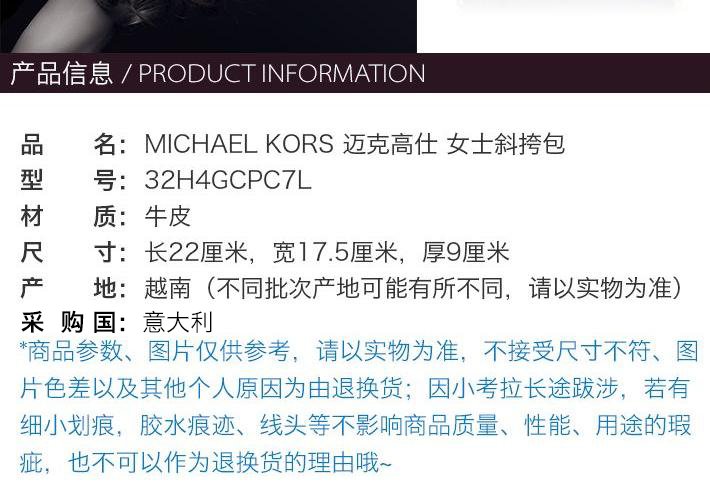 产品信息 / PRODUCT INFORMATION
品 名：MICHAEL KORS 迈克高仕 女士斜挎包
型 号：32H4GCPC7L
材 质：牛皮
尺 寸：长22厘米，宽17.5厘米，厚9厘米
产 地：越南（不同批次产地可能有所不同，请以实物为准）
采 购 国：意大利
*商品参数、图片仅供参考，请以实物为准，不接受尺寸不符、图
片色差以及其他个人原因为由退换货；因小考拉长途跋涉，若有
细小划痕，胶水痕迹、线头等不影响商品质量、性能、用途的瑕
疵，也不可以作为退换货的理由哦~